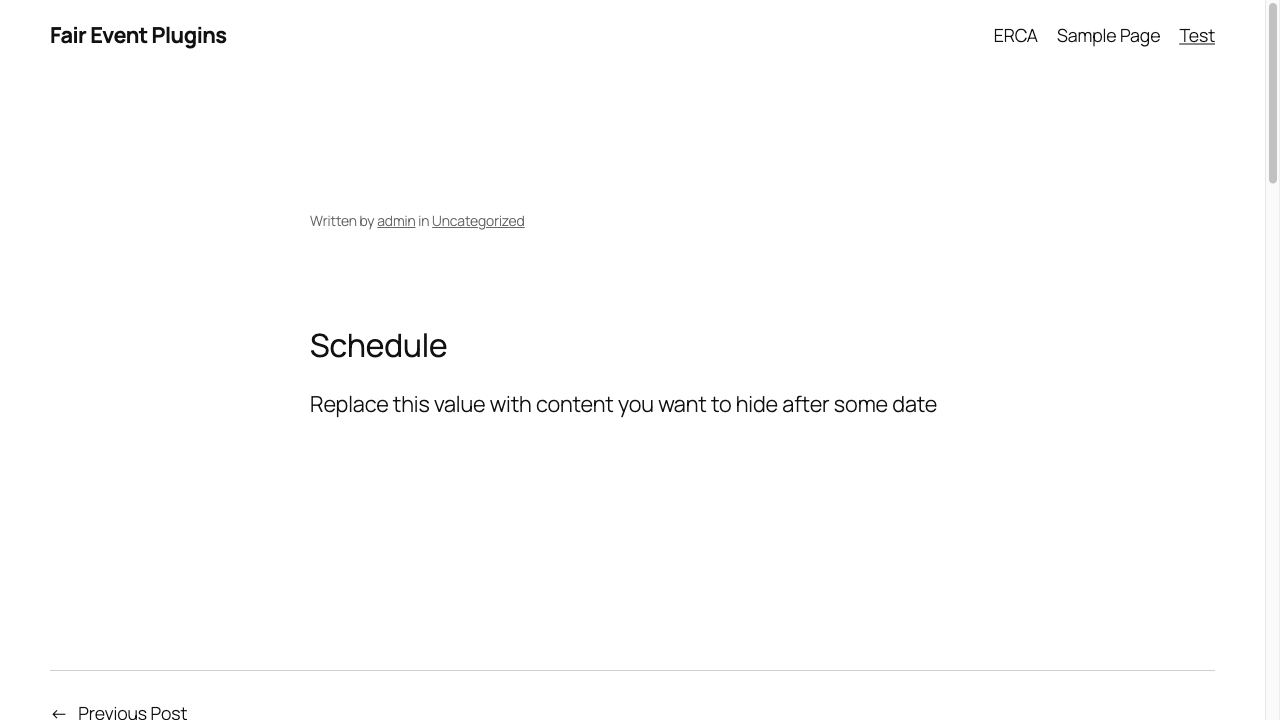 Fair Event Plugins
ERCA Sample Page Test
Written by admin in Uncategorized
Schedule
Replace this value with content you want to hide after some date
← Previous Post